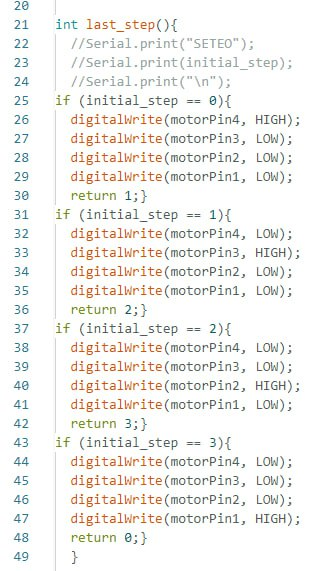 20
21 int last_step(){
22 //Serial.print("SETEO");
23 //Serial.print(initial_step);
24 //Serial.print("\n");
25 if (initial_step == 0){
26 digitalWrite(motorPin4, HIGH);
27 digitalWrite(motorPin3, LOW);
28 digitalWrite(motorPin2, LOW);
29 digitalWrite(motorPin1, LOW);
30 return 1;}
31 if (initial_step == 1){
32 digitalWrite(motorPin4, LOW);
33 digitalWrite(motorPin3, HIGH);
34 digitalWrite(motorPin2, LOW);
35 digitalWrite(motorPin1, LOW);
36 return 2;}
37 if (initial_step == 2){
38 digitalWrite(motorPin4, LOW);
39 digitalWrite(motorPin3, LOW);
40 digitalWrite(motorPin2, HIGH);
41 digitalWrite(motorPin1, LOW);
42 return 3;}
43 if (initial_step == 3){
44 digitalWrite(motorPin4, LOW);
45 digitalWrite(motorPin3, LOW);
46 digitalWrite(motorPin2, LOW);
47 digitalWrite(motorPin1, HIGH);
48 return 0;}
49 }